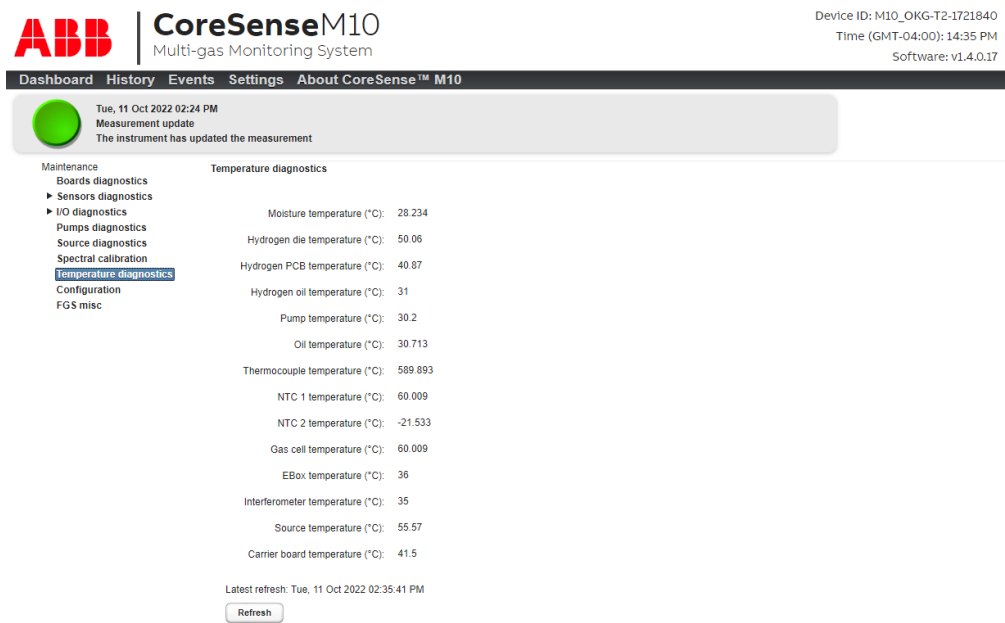 ABB
CoreSenseM10
Multi-gas Monitoring System
Device ID: M10_OKG-T2-1721840
Time (GMT-04:00): 14:35 PM
Software: v1.4.0.17
Dashboard History Events Settings About CoreSense™ M10
Tue, 11 Oct 2022 02:24 PM
Measurement update
The instrument has updated the measurement
Maintenance
Boards diagnostics
Sensors diagnostics
I/O diagnostics
Pumps diagnostics
Source diagnostics
Spectral calibration
Temperature diagnostics
Configuration
FGS misc
Temperature diagnostics
Moisture temperature (°C): 28.234
Hydrogen die temperature (°C): 50.06
Hydrogen PCB temperature (°C): 40.87
Hydrogen oil temperature (°C): 31
Pump temperature (°C): 30.2
Oil temperature (°C): 30.713
Thermocouple temperature (°C): 589.893
NTC 1 temperature (°C): 60.009
NTC 2 temperature (°C): -21.533
Gas cell temperature (°C): 60.009
EBox temperature (°C): 36
Interferometer temperature (°C): 35
Source temperature (°C): 55.57
Carrier board temperature (°C): 41.5
Latest refresh: Tue, 11 Oct 2022 02:35:41 PM
Refresh